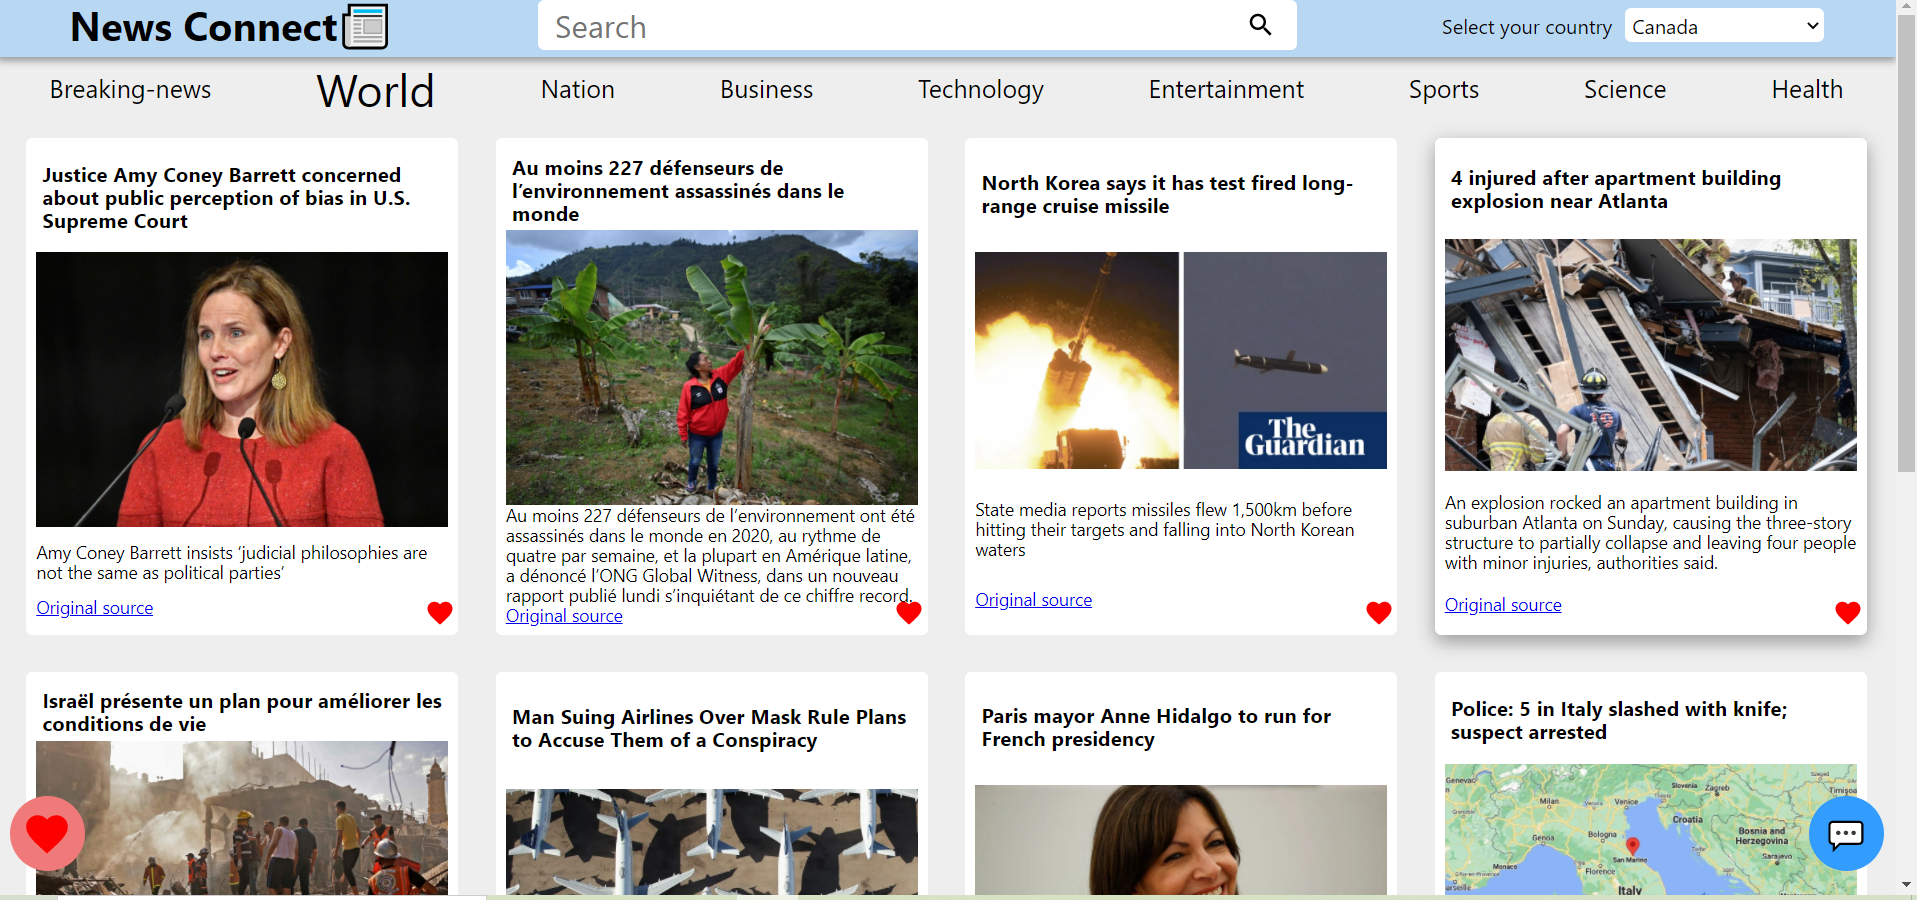 News Connect
Search
Select your country
Canada
Breaking-news
World
Nation
Business
Technology
Entertainment
Sports
Science
Health
Justice Amy Coney Barrett concerned
about public perception of bias in U.S.
Supreme Court
Amy Coney Barrett insists ‘judicial philosophies are
not the same as political parties’
Original source
Au moins 227 défenseurs de
l’environnement assassinés dans le
monde
Au moins 227 défenseurs de l’environnement ont été
assassinés dans le monde en 2020, au rythme de
quatre par semaine, et la plupart en Amérique latine,
a dénoncé l’ONG Global Witness, dans un nouveau
rapport publié lundi s’inquiétant de ce chiffre record.
Original source
North Korea says it has test fired long-
range cruise missile
The
Guardian
State media reports missiles flew 1,500km before
hitting their targets and falling into North Korean
waters
Original source
4 injured after apartment building
explosion near Atlanta
An explosion rocked an apartment building in
suburban Atlanta on Sunday, causing the three-story
structure to partially collapse and leaving four people
with minor injuries, authorities said.
Original source
Israël présente un plan pour améliorer les
conditions de vie
Man Suing Airlines Over Mask Rule Plans
to Accuse Them of a Conspiracy
Paris mayor Anne Hidalgo to run for
French presidency
Police: 5 in Italy slashed with knife;
suspect arrested
Geneva
Milan
Venice
Slovenia
Zagreb
Croatia
Genoa
Bologna
Bosnia and
Herzegovina
San Marino
Sarajevo
Monaco
Florence
Italy